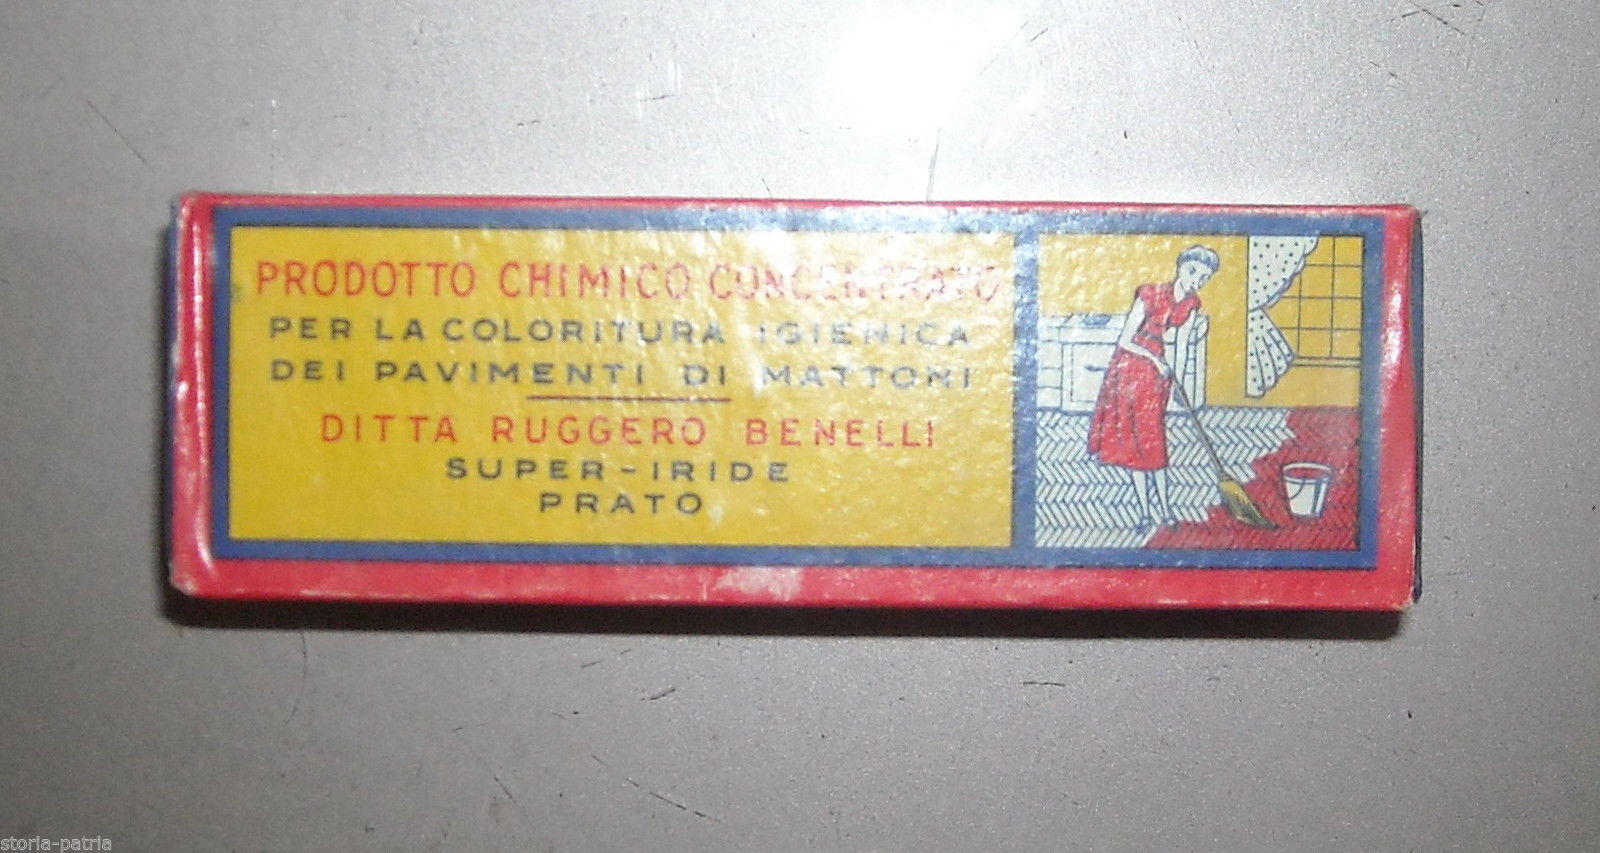 PRODOTTO CHIMICO CONCENTRATO
PER LA COLORITURA IGIENICA
DEI PAVIMENTI DI MATTONI
DITTA RUGGERO BENELLI
SUPER-IRIDE
PRATO
storia-patria